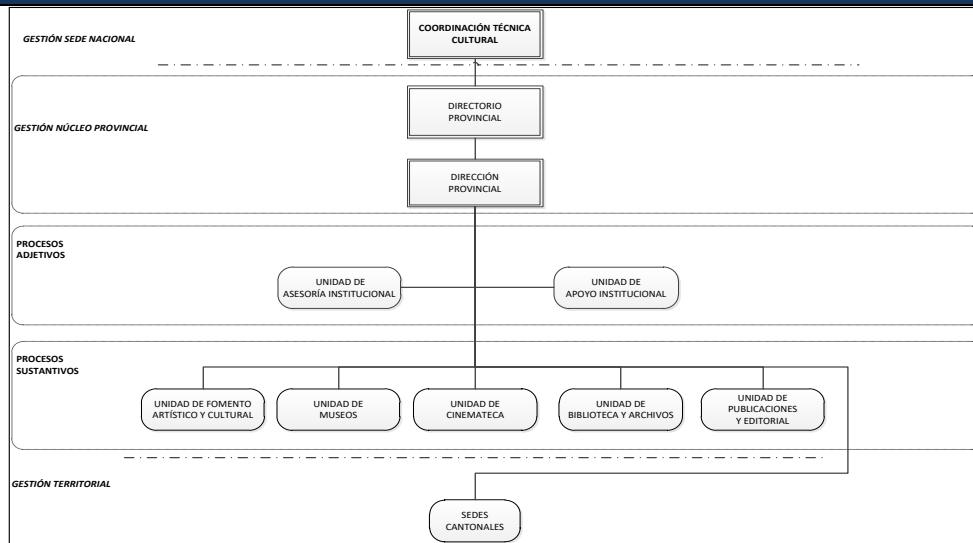 COORDINACIÓN TÉCNICA
CULTURAL
GESTIÓN SEDE NACIONAL
DIRECTORIO
PROVINCIAL
GESTIÓN NÚCLEO PROVINCIAL
DIRECCIÓN
PROVINCIAL
PROCESOS
ADJETIVOS
UNIDAD DE
ASESORÍA INSTITUCIONAL
UNIDAD DE
APOYO INSTITUCIONAL
PROCESOS
SUSTANTIVOS
UNIDAD DE FOMENTO
ARTÍSTICO Y CULTURAL
UNIDAD DE
MUSEOS
UNIDAD DE
CINEMATECA
UNIDAD DE
BIBLIOTECA Y ARCHIVOS
UNIDAD DE
PUBLICACIONES
Y EDITORIAL
GESTIÓN TERRITORIAL
SEDES
CANTONALES